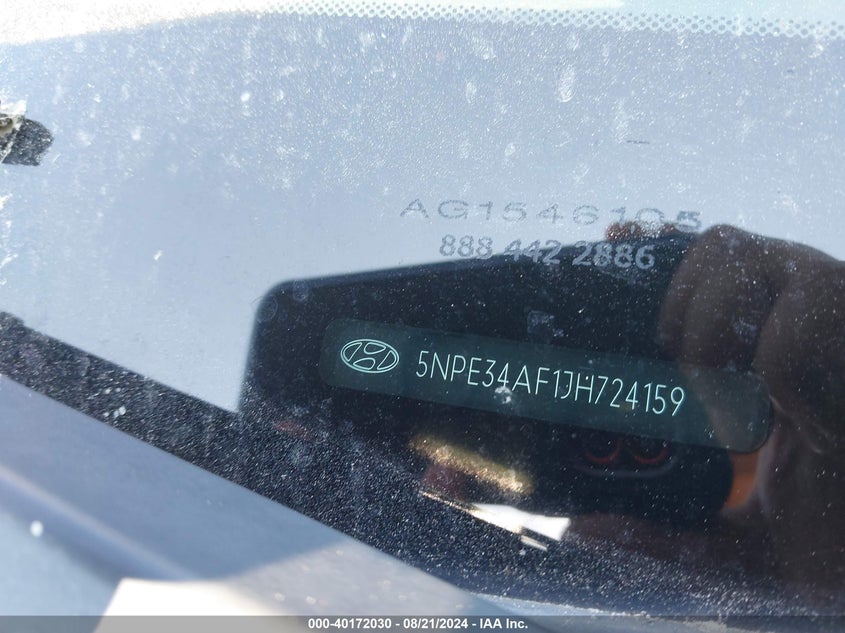 AG1546105
888 442 2886
5NPE34AF1JH724159
000-40172030 - 08/21/2024 - IAA Inc.